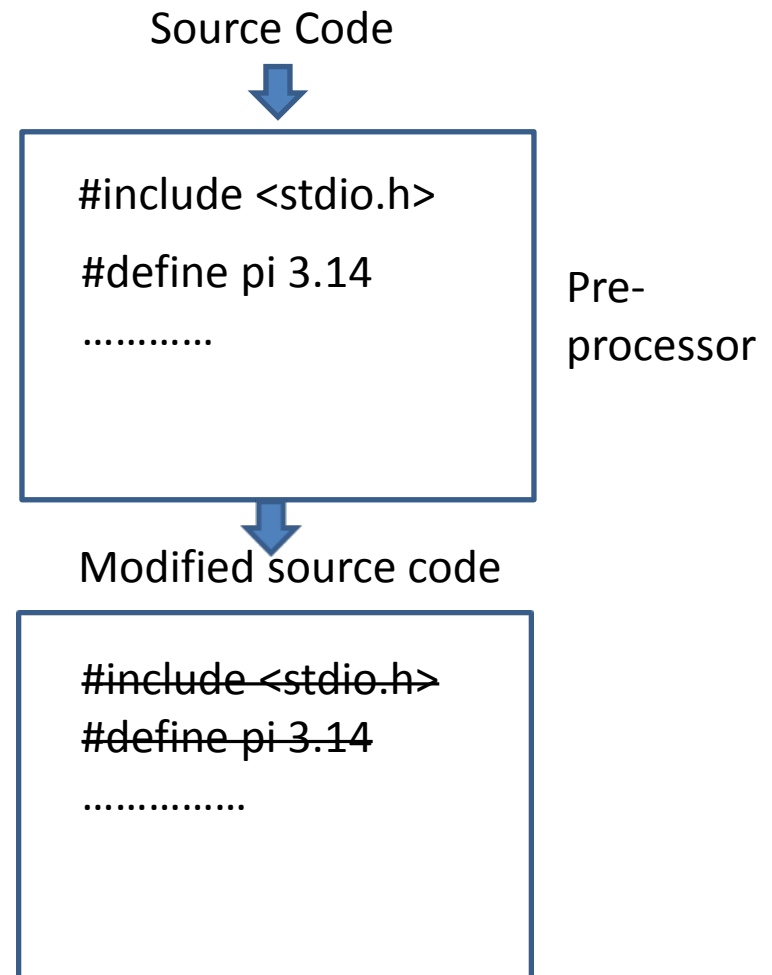 Source Code
#include <stdio.h>
#define pi 3.14
…………
Pre-
processor
Modified source code
#include <stdio.h>
#define pi 3.14
……………